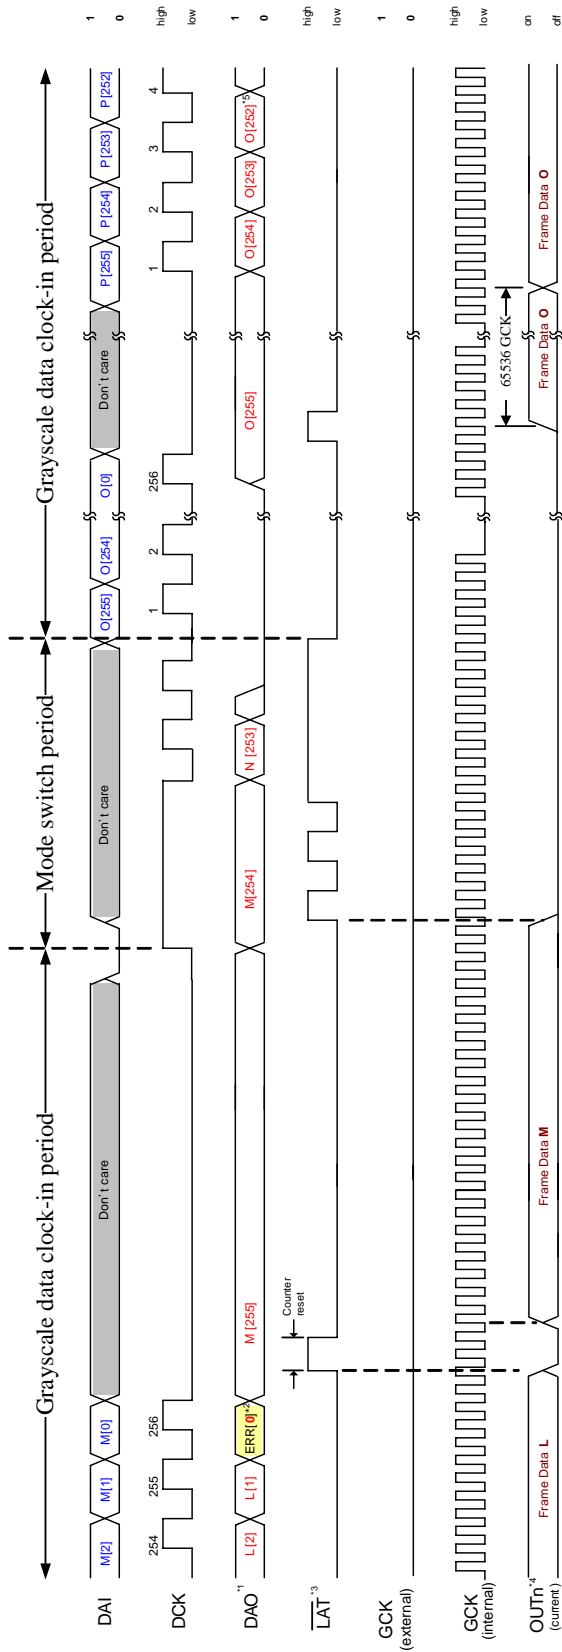 Grayscale data clock-in period
Mode switch period
Grayscale data clock-in period
DAI
M[2]
M[1]
M[0]
Don't care
Don't care
O[255]
O[254]
O[0]
Don't care
P[255]
P[254]
P[253]
P[252]
1
0
DCK
254
255
256
1
2
256
1
2
3
4
high
low
DAO*1
L[2]
L[1]
ERR[0]*2
M[255]
M[254]
N[253]
O[255]
O[254]
O[253]
O[252]*5
1
0
LAT*3
Counter
reset
high
low
GCK
(external)
1
0
GCK
(internal)
high
low
65536 GCK
OUTn*4
(current)
Frame Data L
Frame Data M
Frame Data O
Frame Data O
on
off